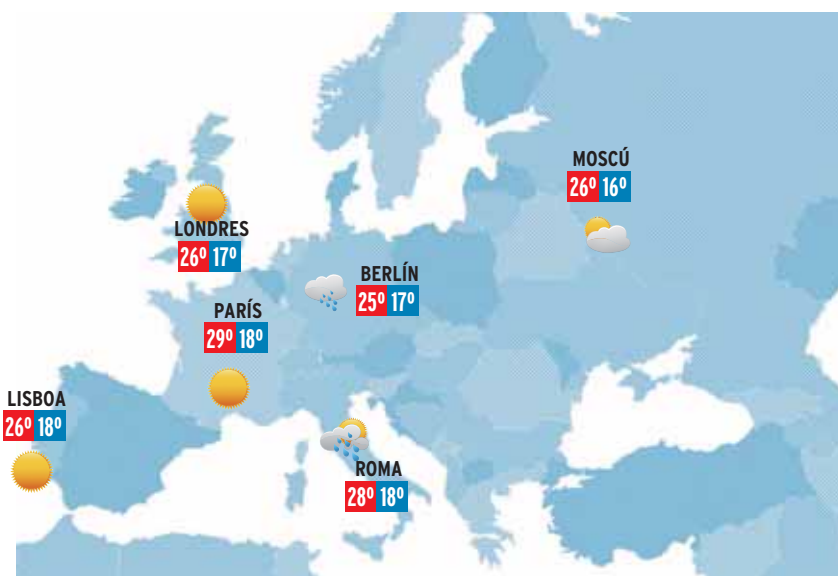 MOSCÚ
26º 16º
LONDRES
26º 17º
BERLÍN
25º 17º
PARÍS
29º 18º
LISBOA
26º 18º
ROMA
28º 18º